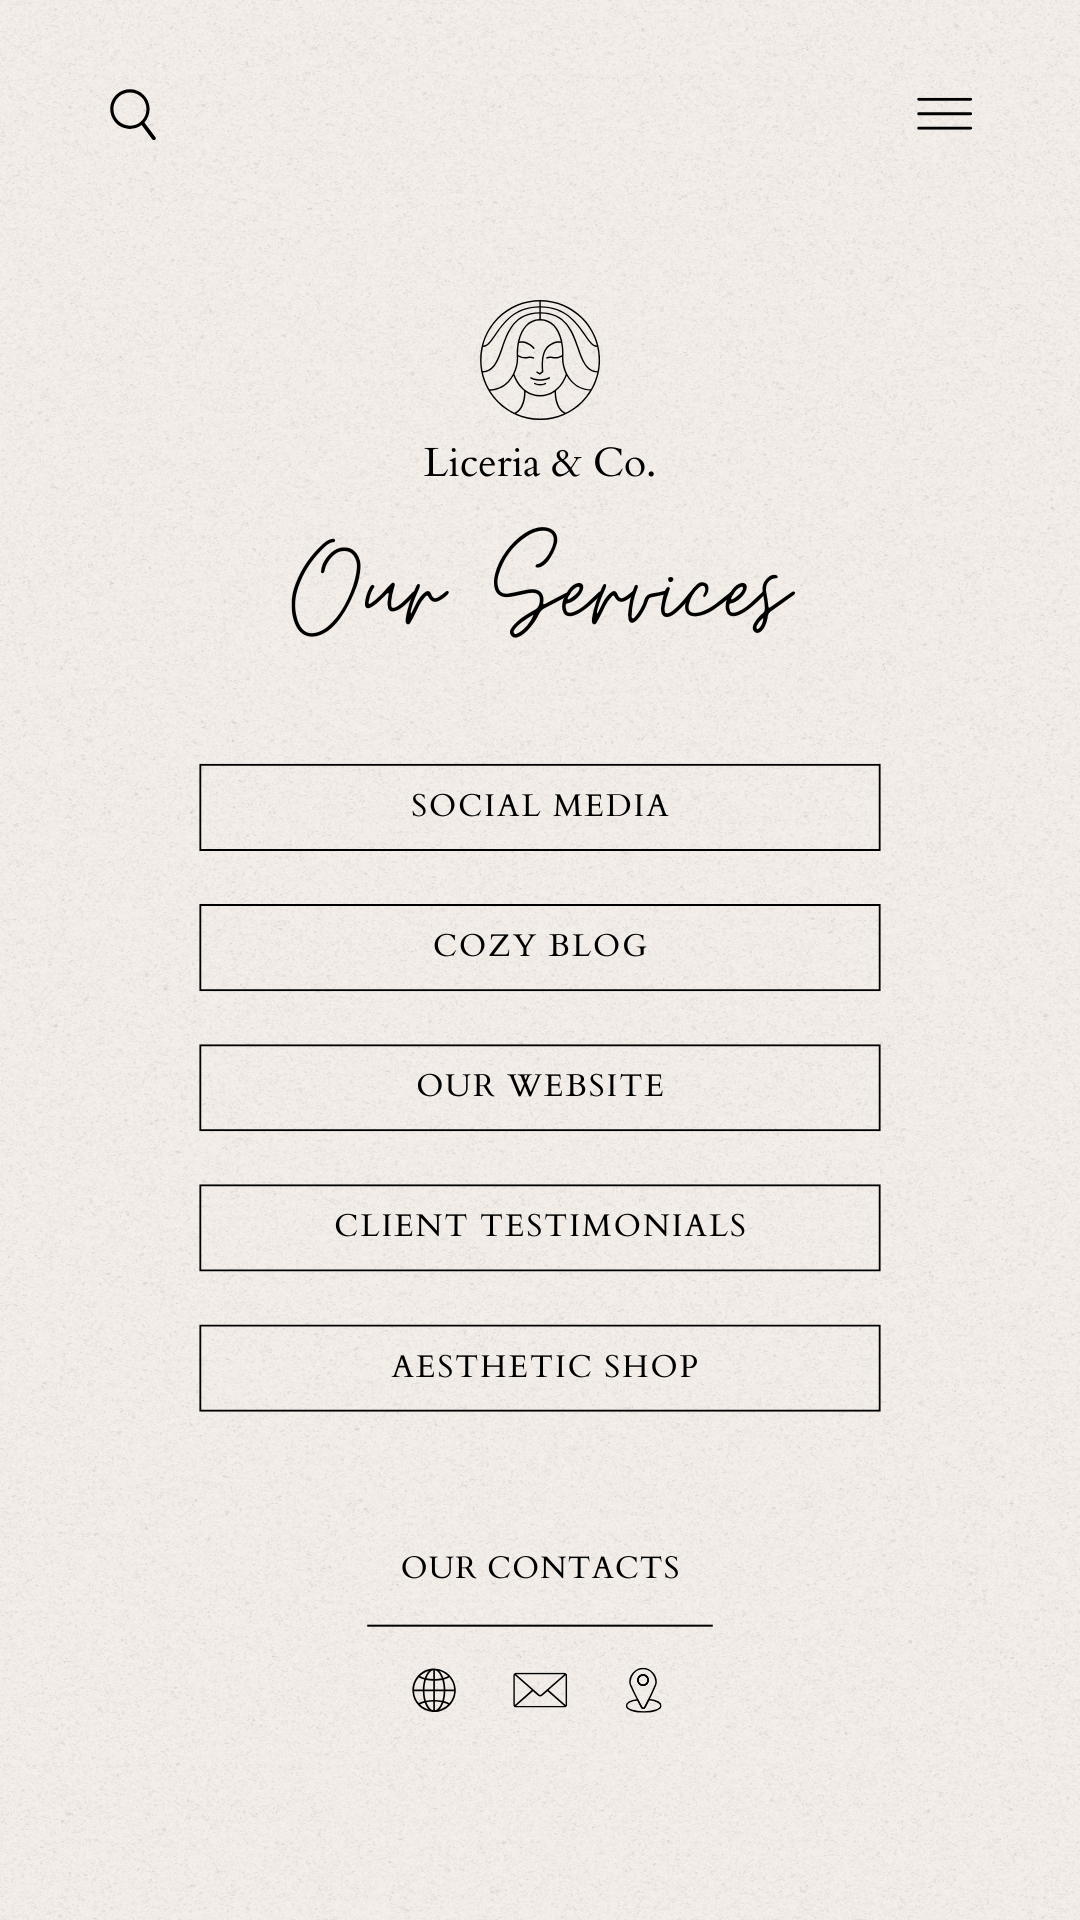 Liceria & Co.
Our Services
SOCIAL MEDIA
COZY BLOG
OUR WEBSITE
CLIENT TESTIMONIALS
AESTHETIC SHOP
OUR CONTACTS